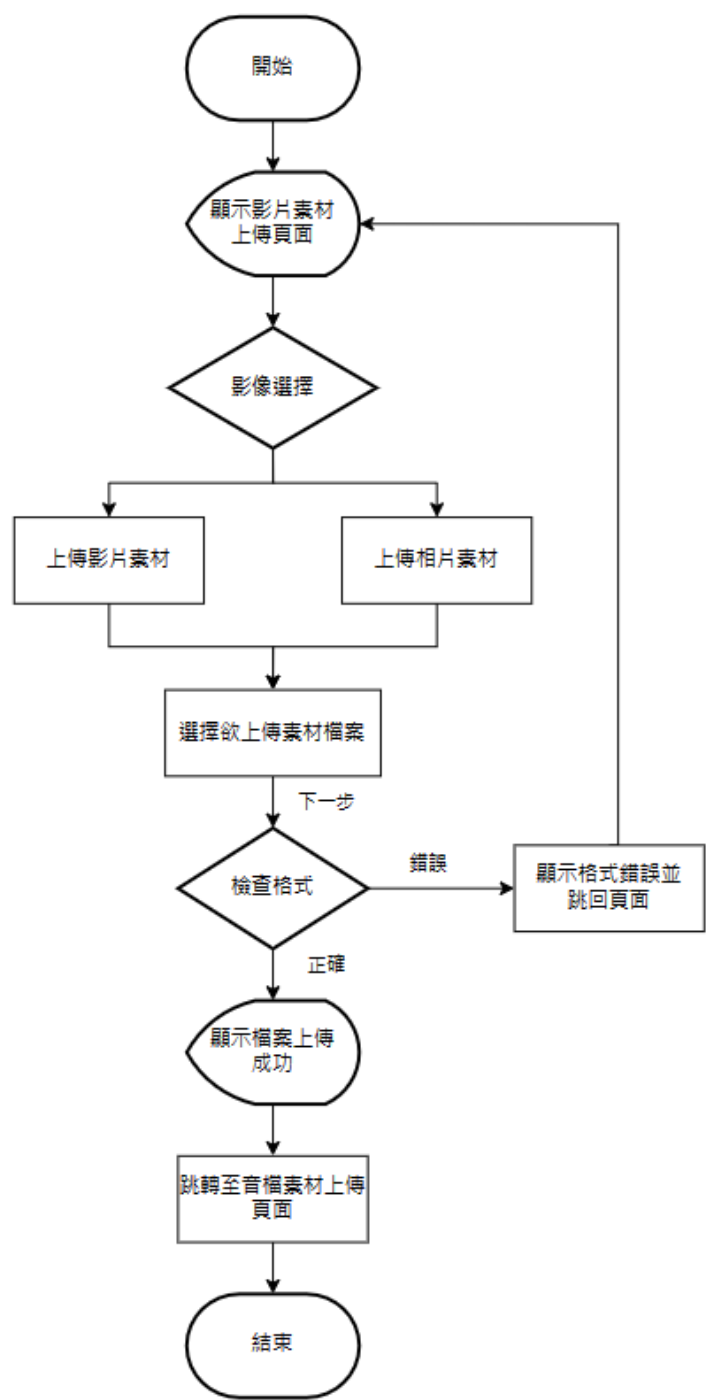 開始
顯示影片素材
上傳頁面
影像選擇
上傳影片素材
上傳相片素材
選擇欲上傳素材檔案
下一步
檢查格式
錯誤
顯示格式錯誤並
跳回頁面
正確
顯示檔案上傳
成功
跳轉至音檔素材上傳
頁面
結束